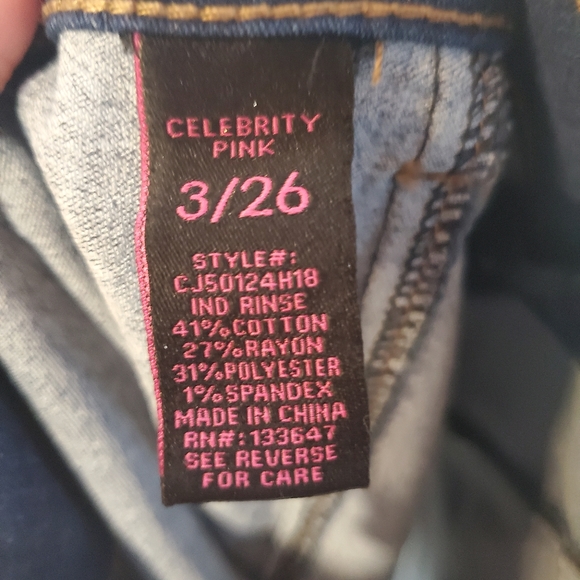 CELEBRITY
PINK
3/26
STYLE#:
CJ50124H18
IND RINSE
41%COTTON
27%RAYON
31%POLYESTER
1%SPANDEX
MADE IN CHINA
RN#:133647
SEE REVERSE
FOR CARE